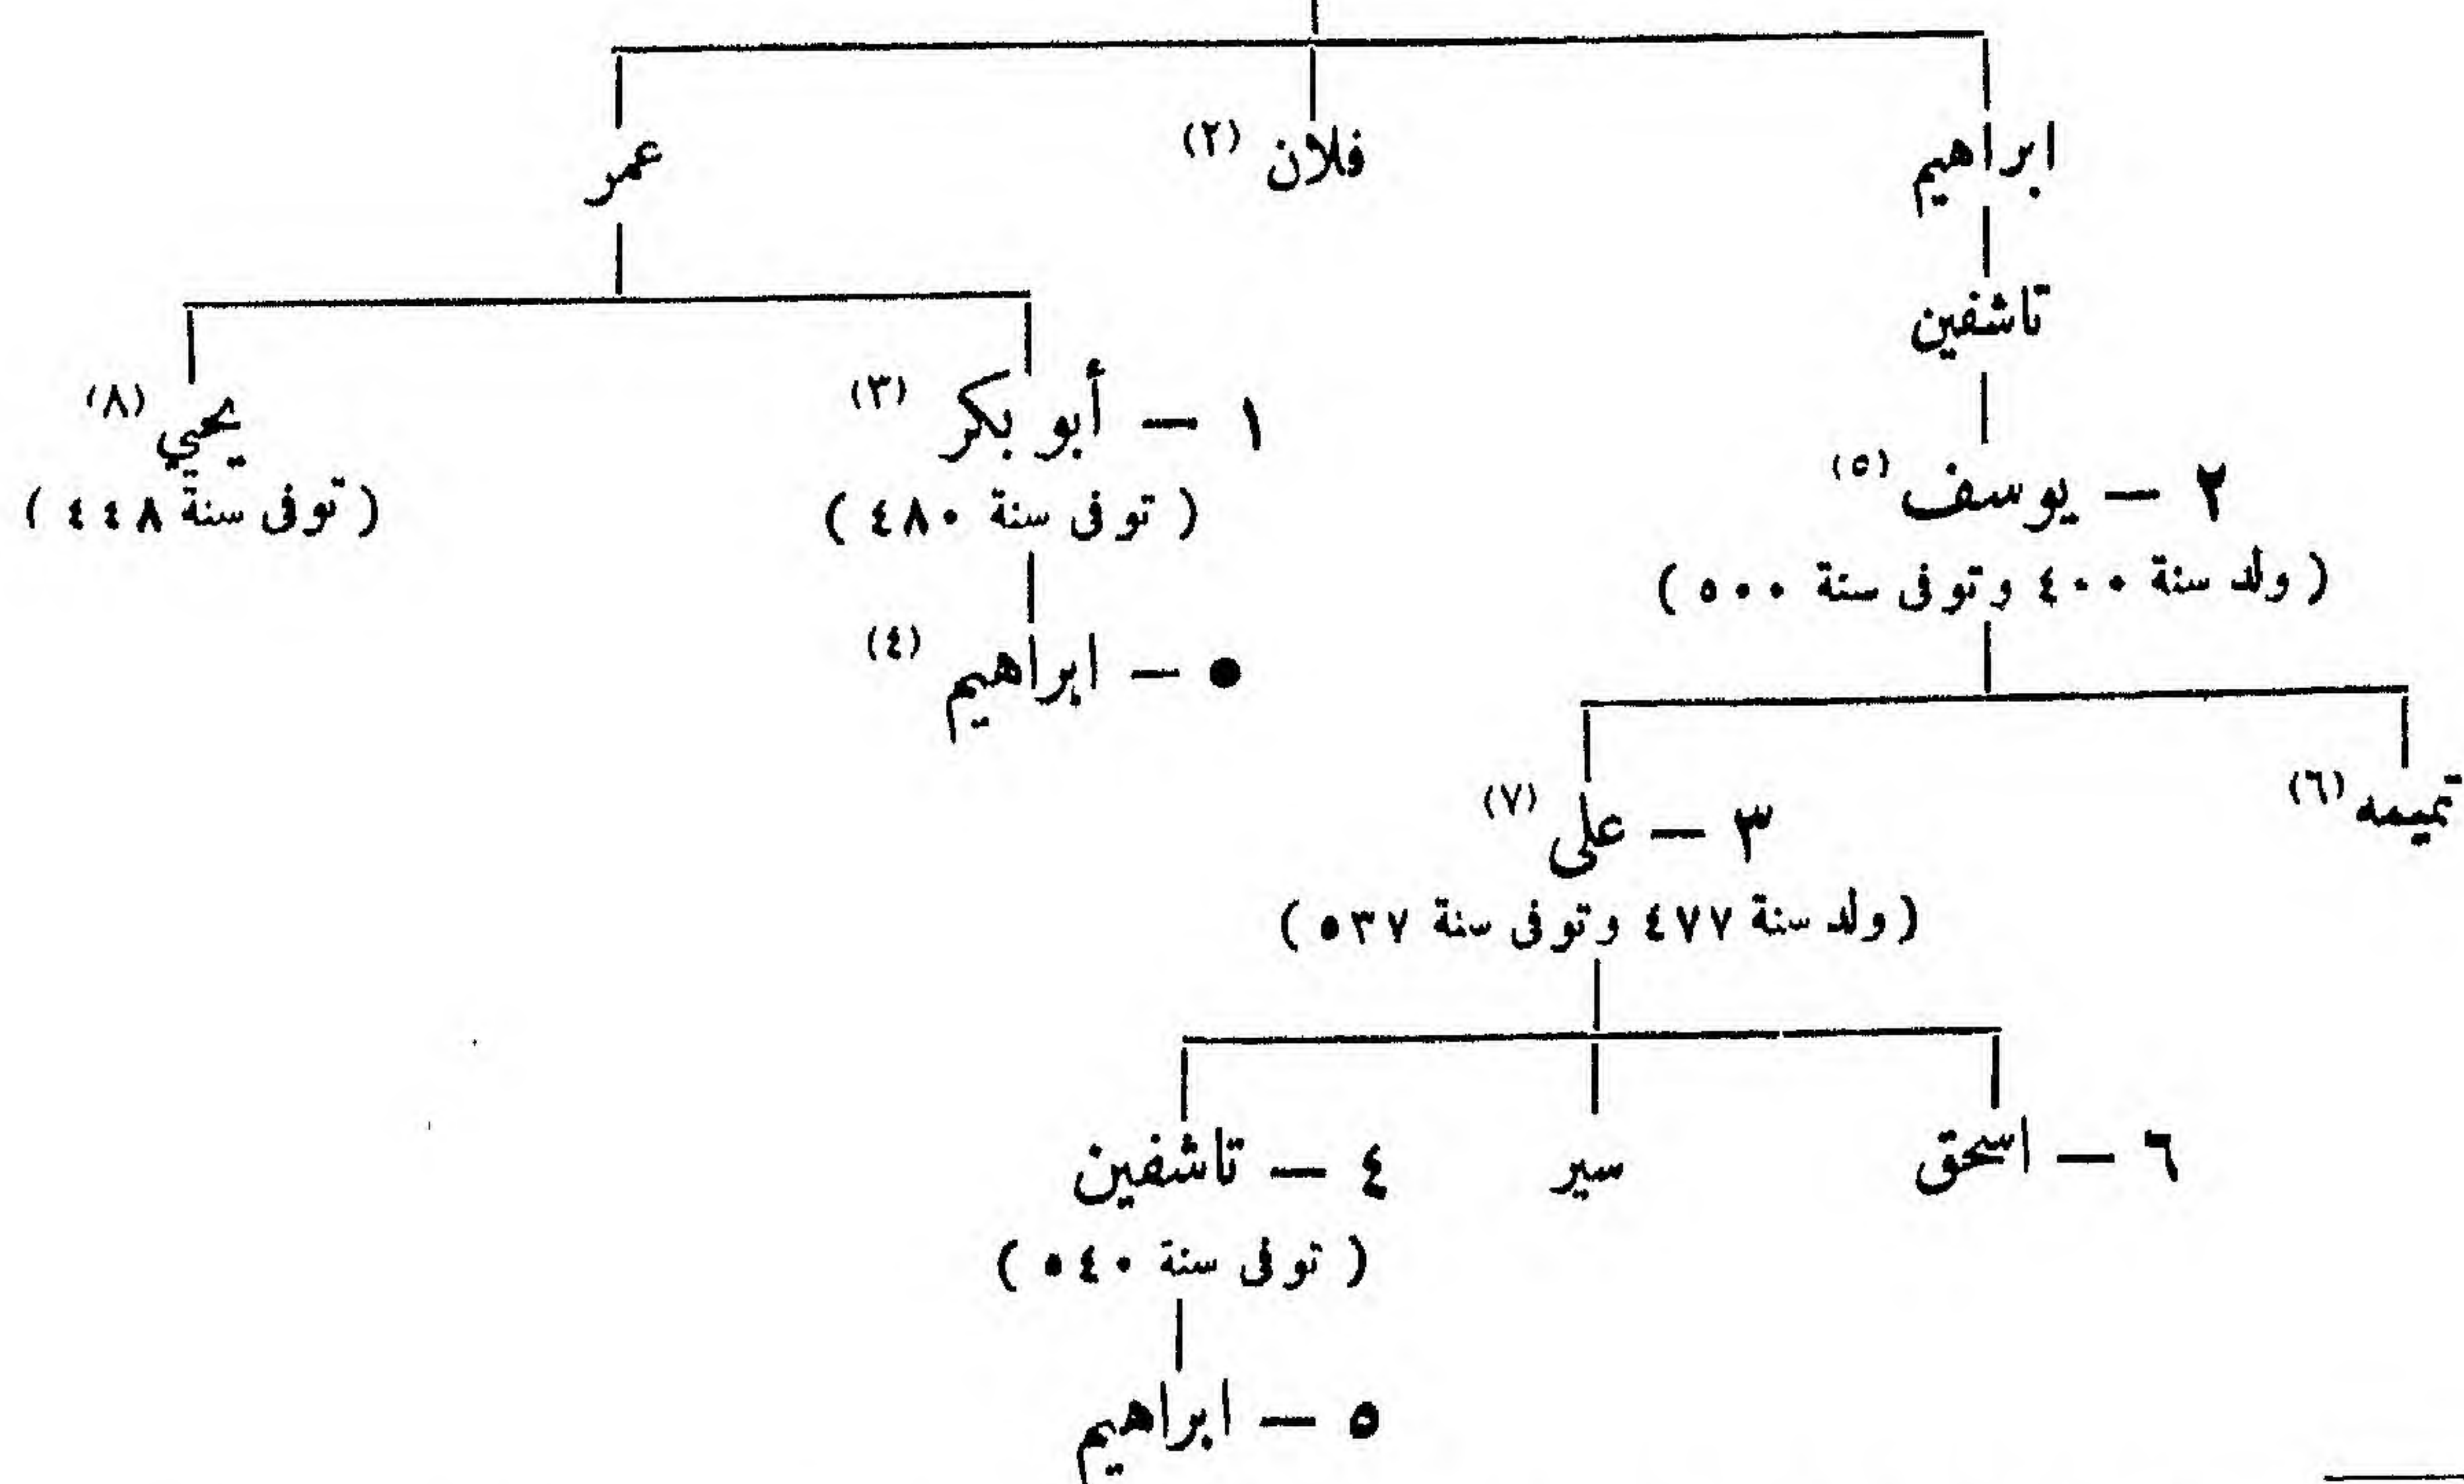 ابراهيم
فلان (٢)
عمر
تاشفين
١ — أبو بكر (٣)
يحيي (٨)
( توفى سنة ٤٨٠ )
( توفى سنة ٤٤٨ )
٢ — يوسف (٥)
( ولد سنة ٤٠٠ وتوفى سنة ٥٠٠ )
● — ابراهيم (٤)
تميمه (٦)
٣ — على (٧)
( ولد سنة ٤٧٧ وتوفى سنة ٥٣٧ )
٦ — اسحق
سير
٤ — تاشفين
( توفى سنة ٥٤٠ )
٥ — ابراهيم